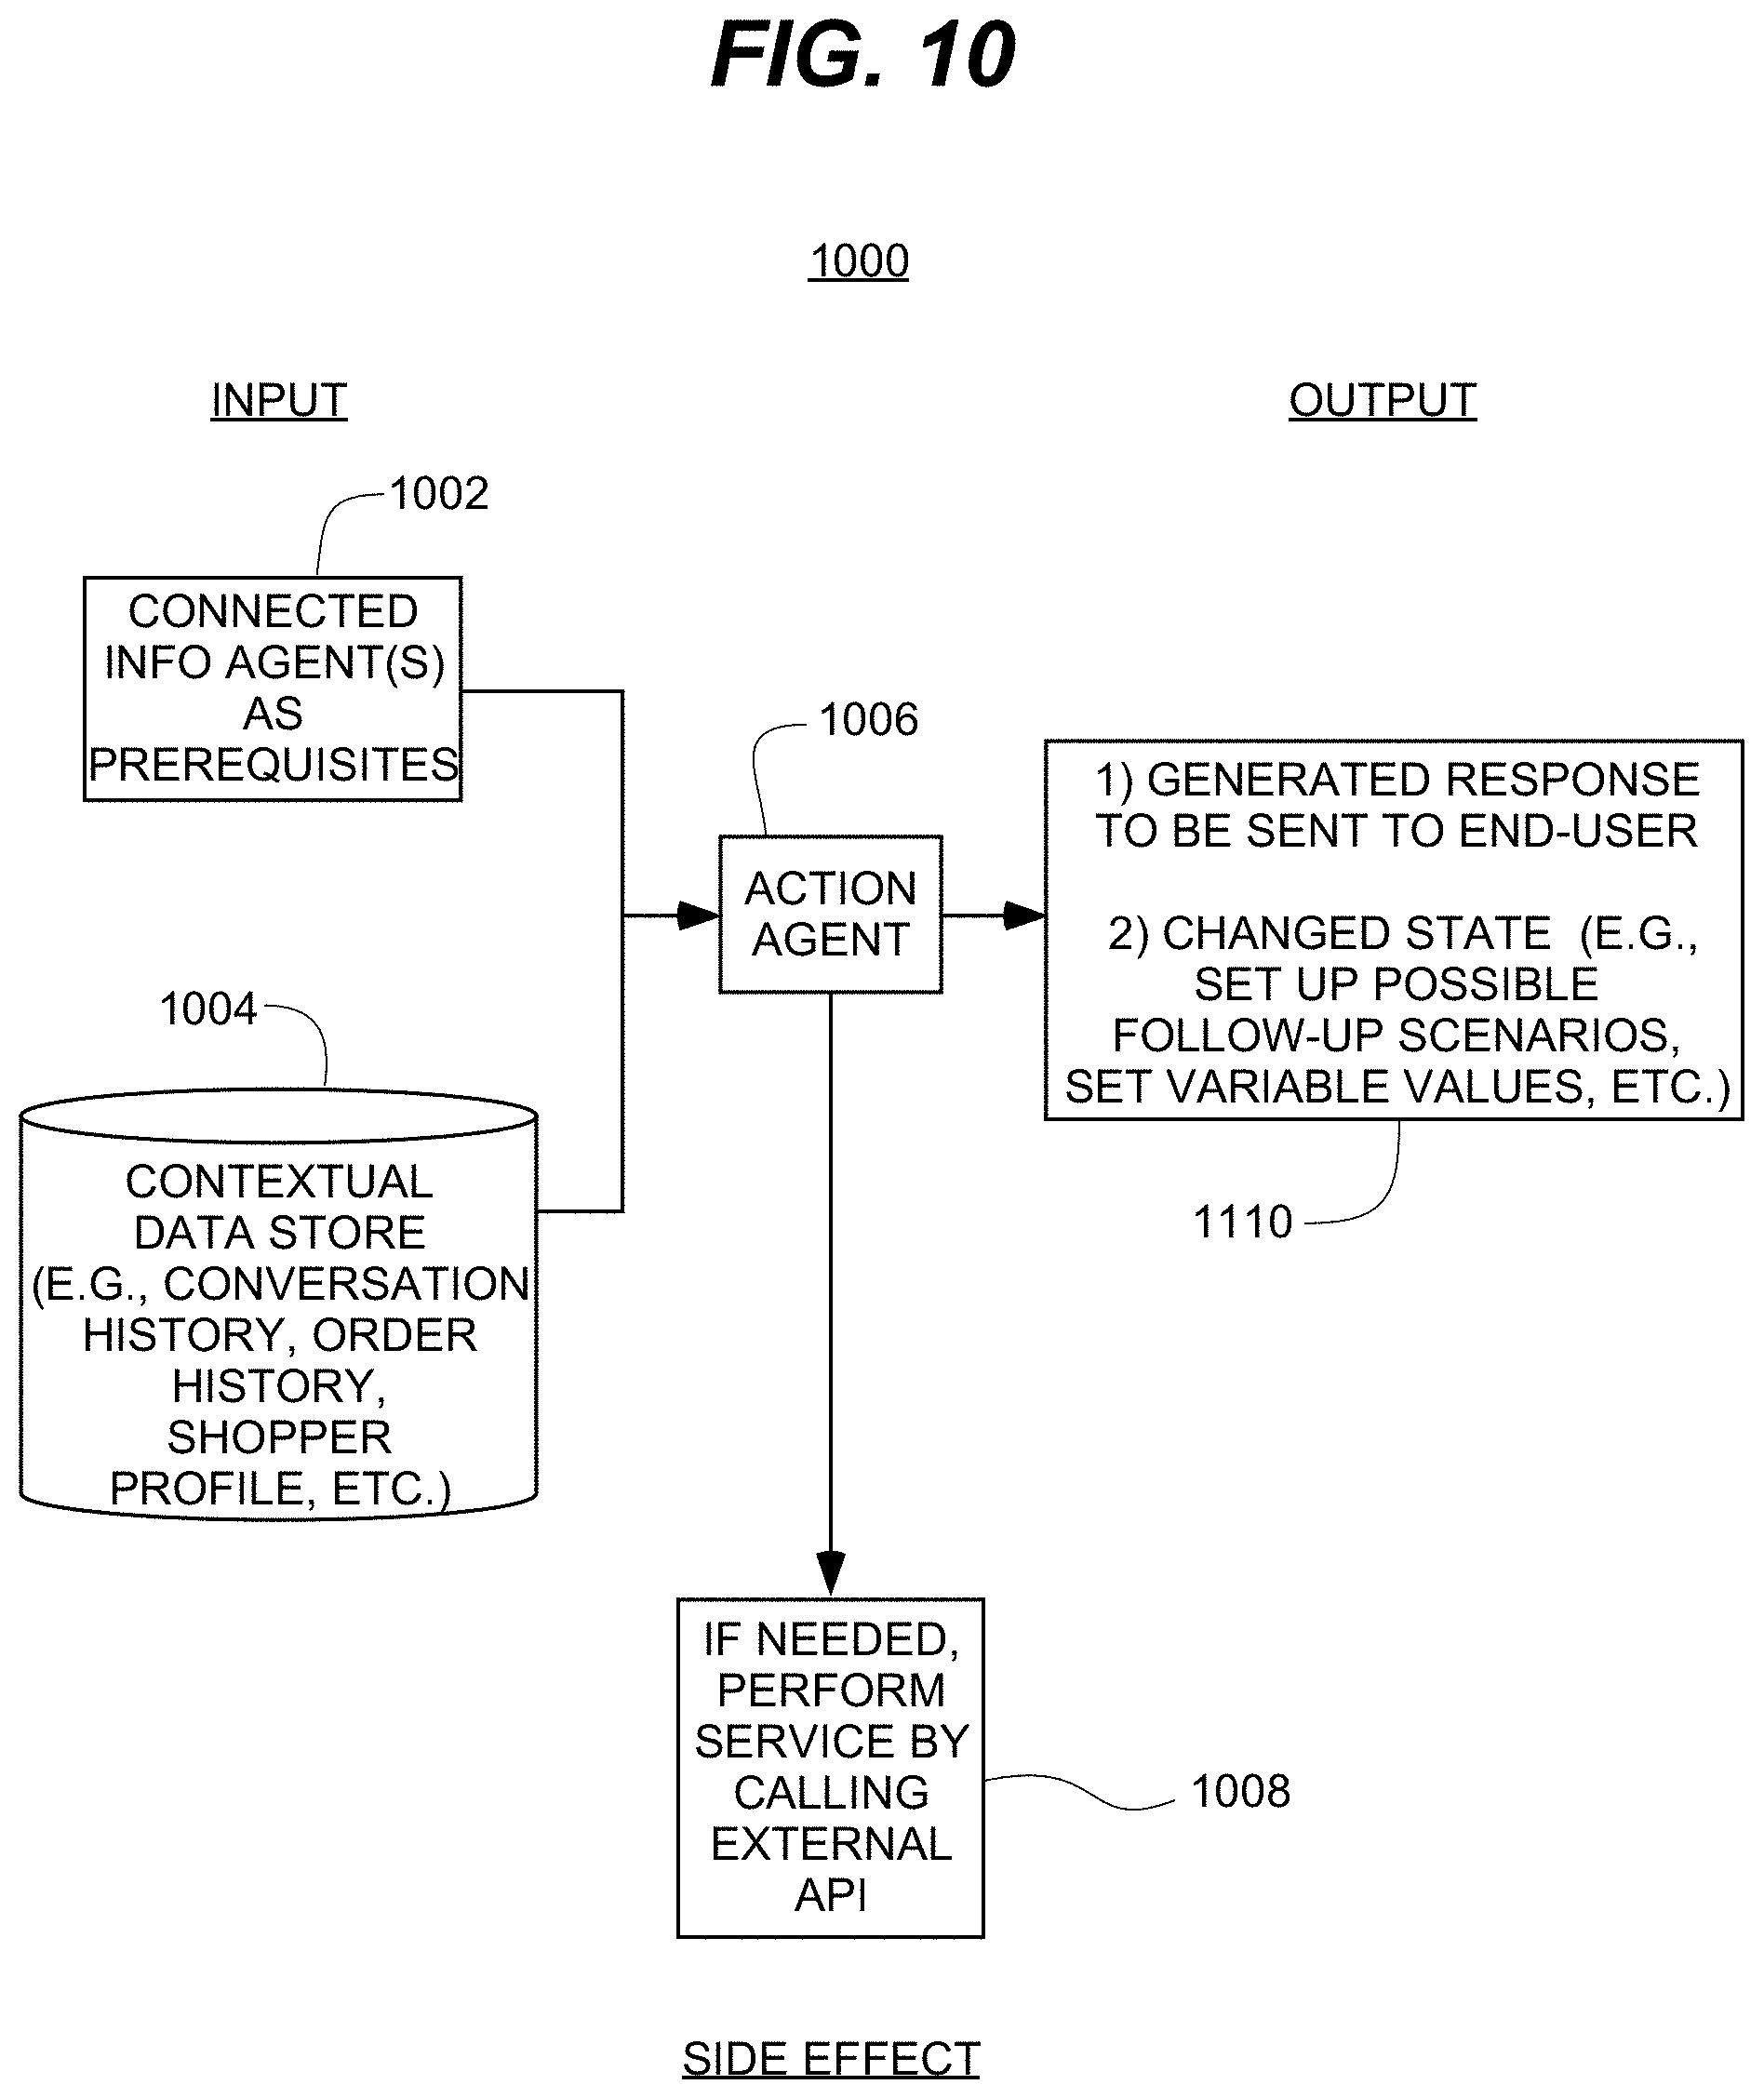 FIG. 10
1000
INPUT
OUTPUT
1002
CONNECTED
INFO AGENT(S)
AS
PREREQUISITES
1006
ACTION
AGENT
1) GENERATED RESPONSE
TO BE SENT TO END-USER
2) CHANGED STATE (E.G.,
SET UP POSSIBLE
FOLLOW-UP SCENARIOS,
SET VARIABLE VALUES, ETC.)
1110
1004
CONTEXTUAL
DATA STORE
(E.G., CONVERSATION
HISTORY, ORDER
HISTORY,
SHOPPER
PROFILE, ETC.)
IF NEEDED,
PERFORM
SERVICE BY
CALLING
EXTERNAL
API
1008
SIDE EFFECT